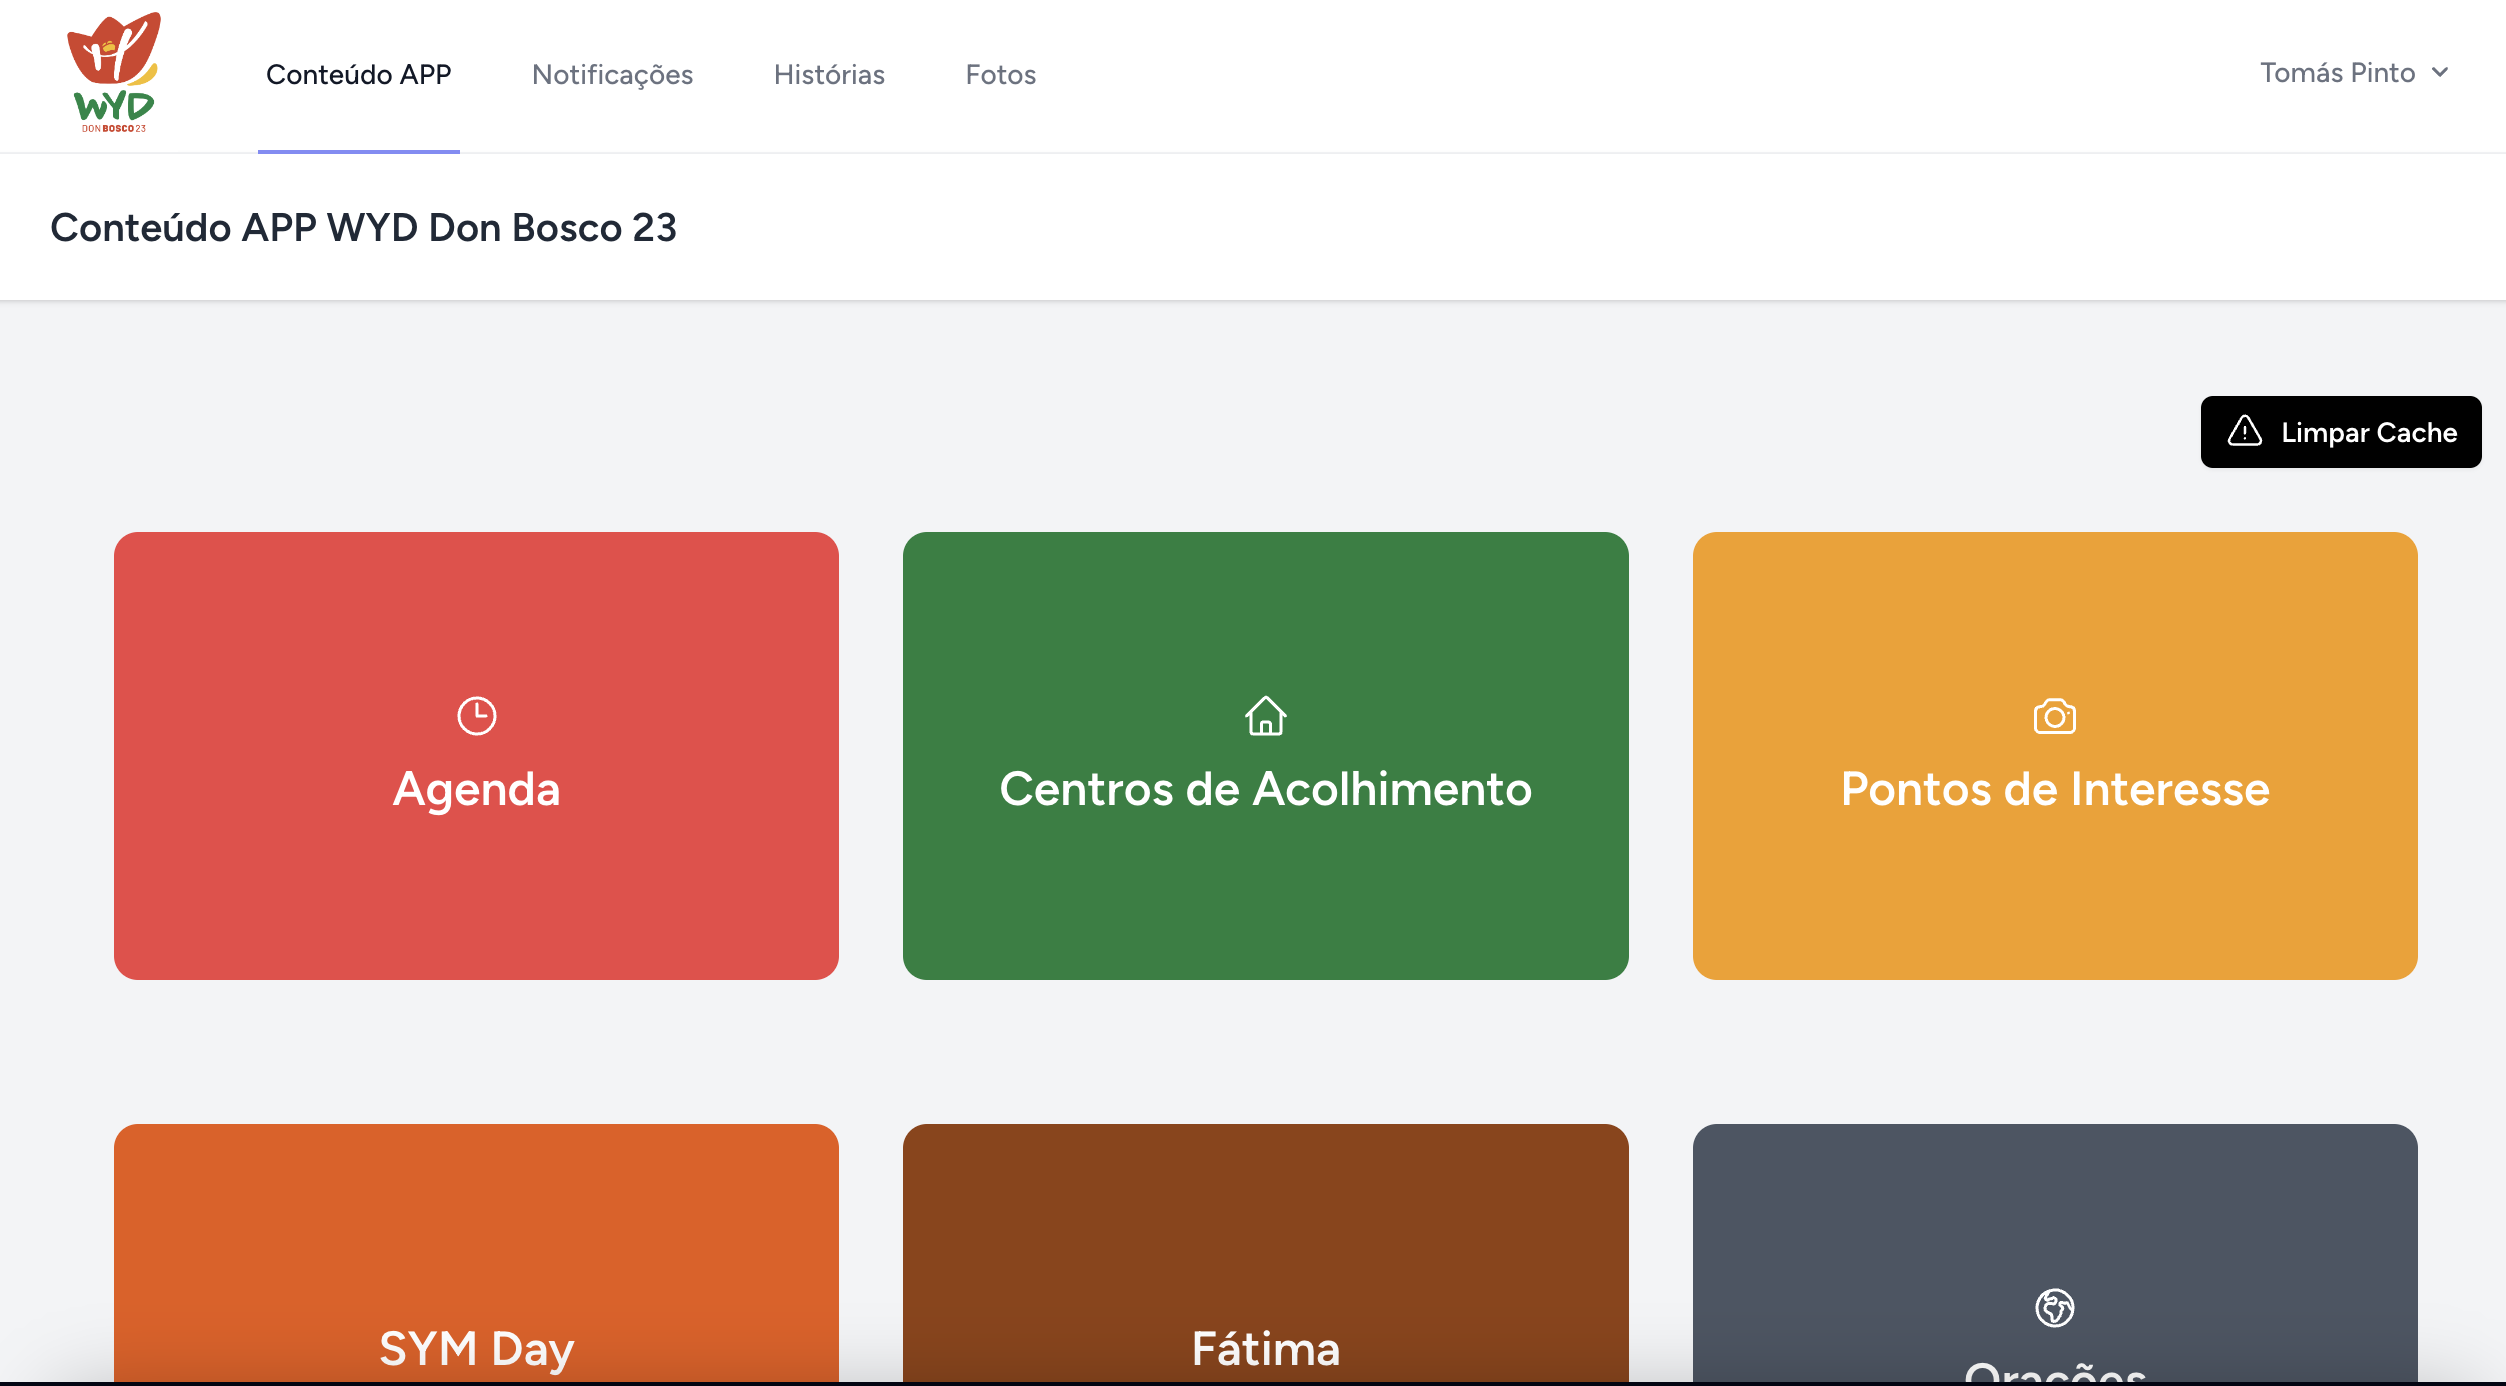 WYD
DON BOSCO 23
Conteúdo APP
Notificações
Histórias
Fotos
Tomás Pinto
Conteúdo APP WYD Don Bosco 23
Limpar Cache
Agenda
Centros de Acolhimento
Pontos de Interesse
SYM Day
Fátima
Orações